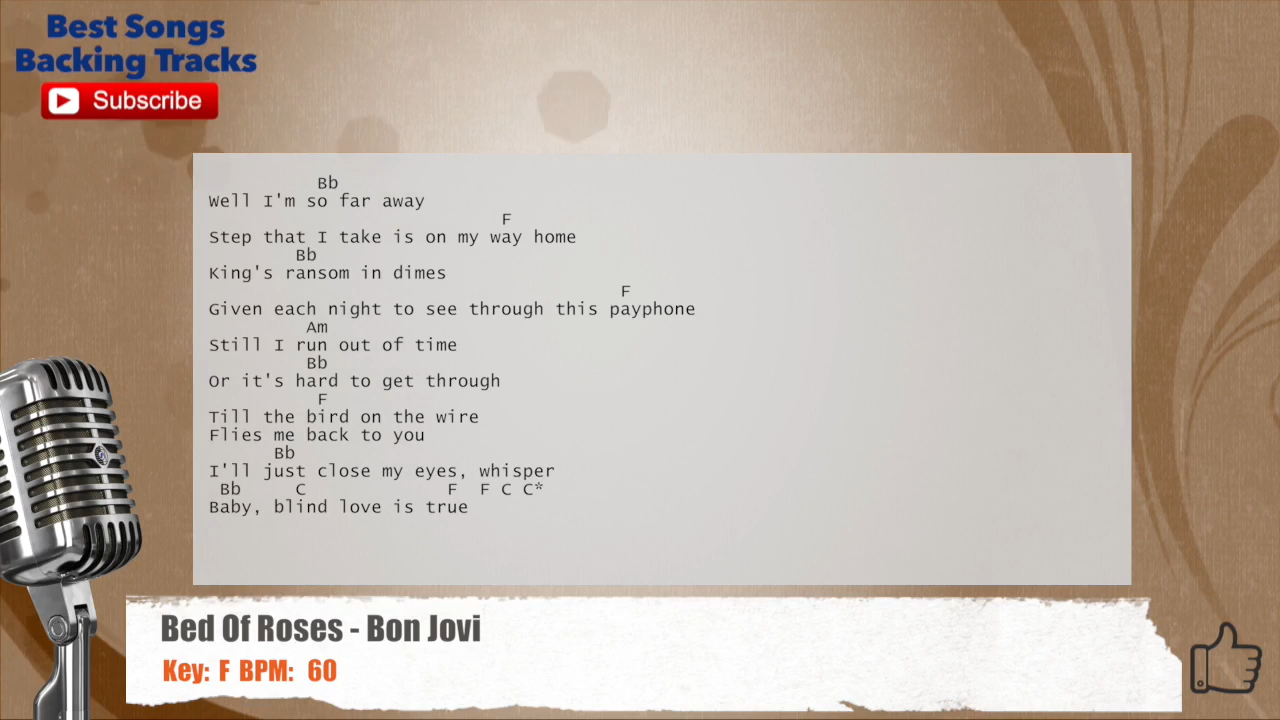 Best Songs
Backing Tracks
Subscribe
Bb
Well I'm so far away
F
Step that I take is on my way home
Bb
King's ransom in dimes
F
Given each night to see through this payphone
Am
Still I run out of time
Bb
Or it's hard to get through
F
Till the bird on the wire
Flies me back to you
Bb
I'll just close my eyes, whisper
Bb C F F C C*
Baby, blind love is true
Bed Of Roses - Bon Jovi
Key: F BPM: 60